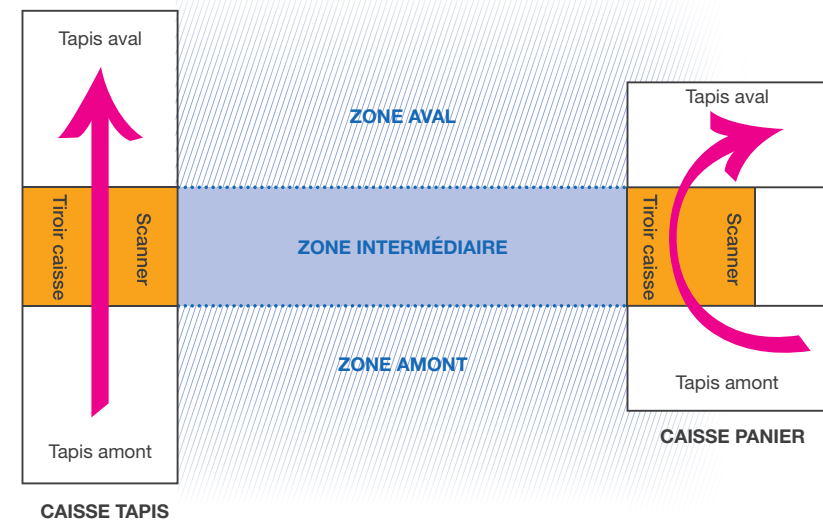 Tapis aval
Tapis aval
ZONE AVAL
Tiroir caisse
Scanner
ZONE INTERMÉDIAIRE
Tiroir caisse
Scanner
ZONE AMONT
Tapis amont
Tapis amont
CAISSE PANIER
CAISSE TAPIS